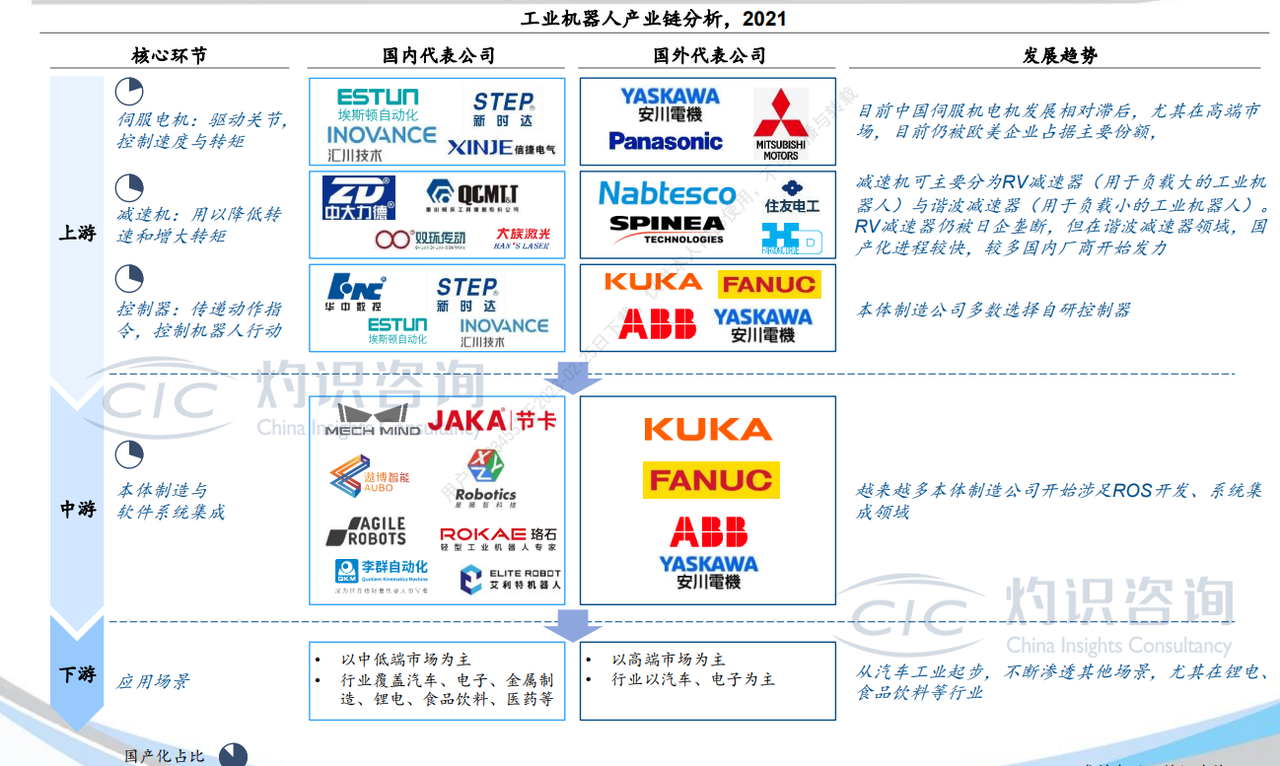 工业机器人产业链分析，2021
核心环节
国内代表公司
国外代表公司
发展趋势
上游
伺服电机：驱动关节，
控制速度与转矩
ESTUN
埃斯顿自动化
STEP
新时达
INOVANCE
汇川技术
XINJE 信捷电气
YASKAWA
安川電機
Panasonic
MITSUBISHI
MOTORS
目前中国伺服机电机发展相对滞后，尤其在高端市
场，目前仍被欧美企业占据主要份额，
减速机：用以降低转
速和增大转矩
ZD
中大力德
QCMT&T
双环传动
大族激光
HAN'S LASER
Nabtesco
住友电工
SPINEA
TECHNOLOGIES
减速机可主要分为RV减速器（用于负载大的工业机
器人）与谐波减速器（用于负载小的工业机器人）。
RV减速器仍被日企垄断，但在谐波减速器领域，国
产化进程较快，较多国内厂商开始发力
控制器：传递动作指
令，控制机器人行动
华中数控
STEP
新时达
ESTUN
埃斯顿自动化
INOVANCE
汇川技术
KUKA
FANUC
ABB
YASKAWA
安川電機
本体制造公司多数选择自研控制器
中游
本体制造与
软件系统集成
MECH MIND
JAKA 节卡
遨博智能
AUBO
XYZ
Robotics
星猿哲科技
AGILE
ROBOTS
ROKAE 珞石
轻型工业机器人专家
QKM
李群自动化
Quotient Kinematics Machine
ELITE ROBOT
艾利特机器人
KUKA
FANUC
ABB
YASKAWA
安川電機
越来越多本体制造公司开始涉足ROS开发、系统集
成领域
下游
应用场景
• 以中低端市场为主
• 行业覆盖汽车、电子、金属制
造、锂电、食品饮料、医药等
• 以高端市场为主
• 行业以汽车、电子为主
从汽车工业起步，不断渗透其他场景，尤其在锂电、
食品饮料等行业
国产化占比
CIC 灼识咨询
China Insights Consultancy
CIC 灼识咨询
China Insights Consultancy